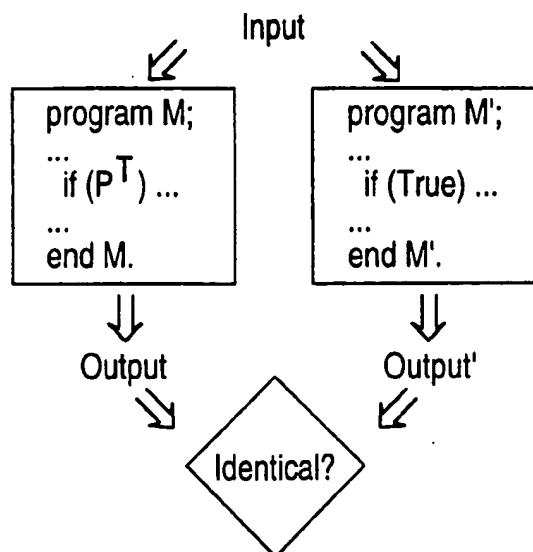 Input
program M;
...
if (P^T) ...
...
end M.
program M';
...
if (True) ...
...
end M'.
Output
Output'
Identical?